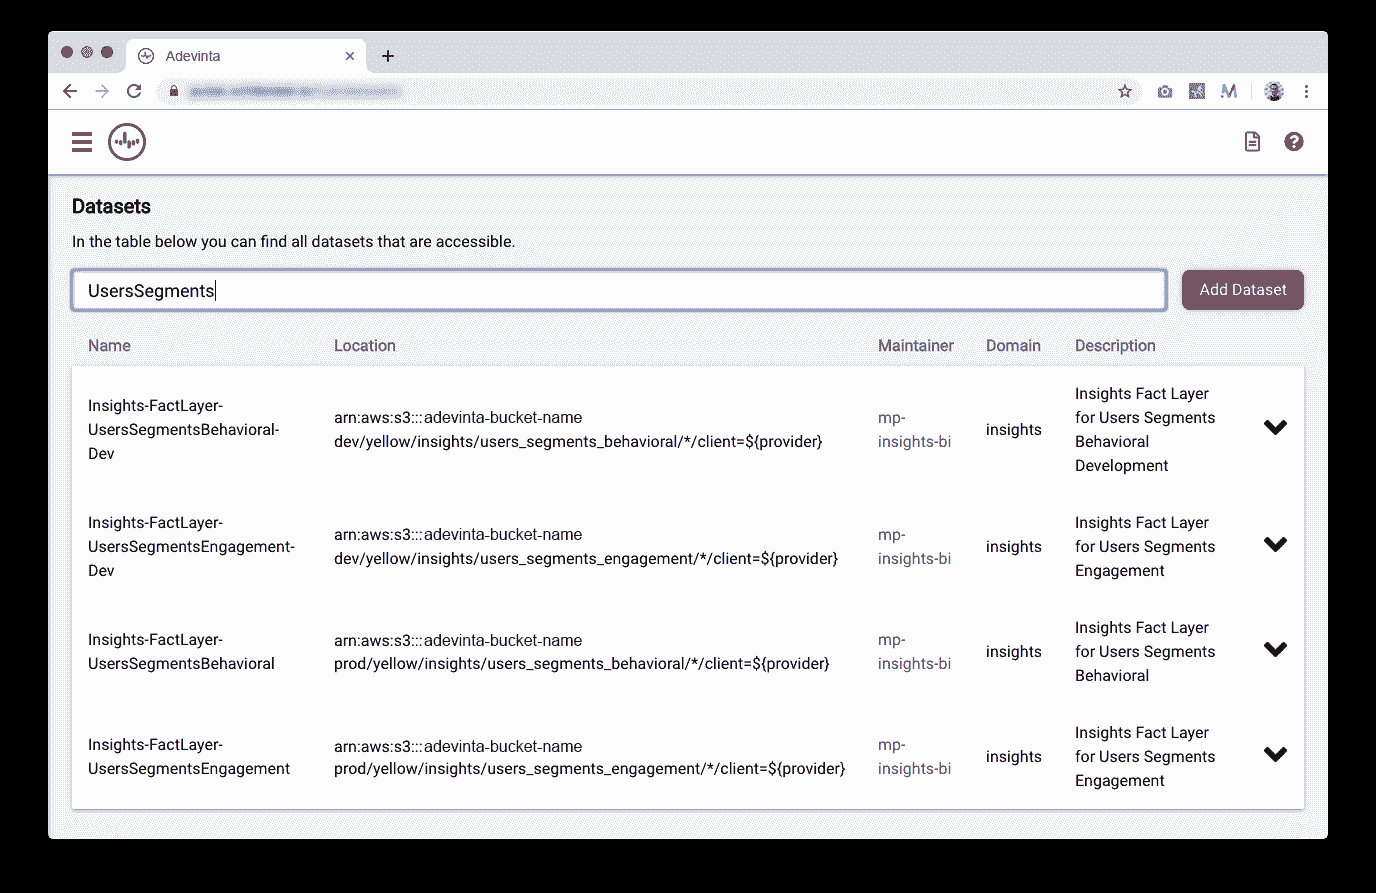 Adevinta
Datasets
In the table below you can find all datasets that are accessible.
UsersSegments
Add Dataset
Name Location Maintainer Domain Description
Insights-FactLayer-
UsersSegmentsBehavioral-
Dev
arn:aws:s3:::adevinta-bucket-name
dev/yellow/insights/users_segments_behavioral/*/client=${provider}
mp-
insights-bi
insights
Insights Fact Layer
for Users Segments
Behavioral
Development
Insights-FactLayer-
UsersSegmentsEngagement-
Dev
arn:aws:s3:::adevinta-bucket-name
dev/yellow/insights/users_segments_engagement/*/client=${provider}
mp-
insights-bi
insights
Insights Fact Layer
for Users Segments
Engagement
Insights-FactLayer-
UsersSegmentsBehavioral
arn:aws:s3:::adevinta-bucket-name
prod/yellow/insights/users_segments_behavioral/*/client=${provider}
mp-
insights-bi
insights
Insights Fact Layer
for Users Segments
Behavioral
Insights-FactLayer-
UsersSegmentsEngagement
arn:aws:s3:::adevinta-bucket-name
prod/yellow/insights/users_segments_engagement/*/client=${provider}
mp-
insights-bi
insights
Insights Fact Layer
for Users Segments
Engagement